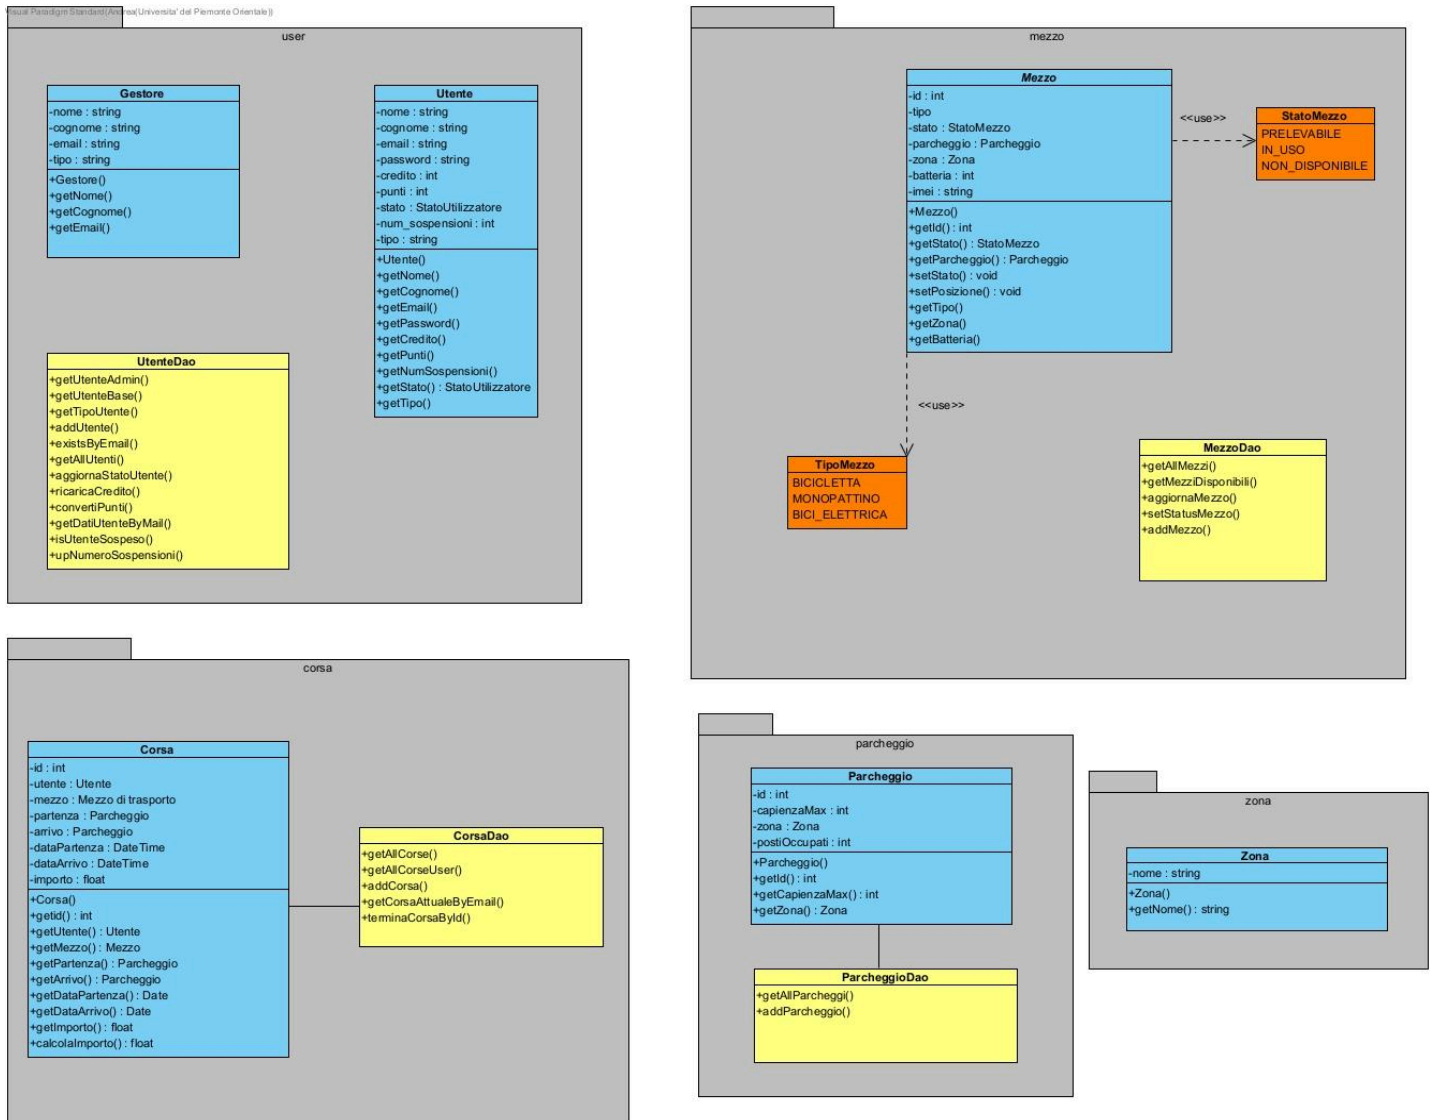 Visual Paradigm Standard(Andrea(Universita' del Piemonte Orientale))
user
Gestore
-nome : string
-cognome : string
-email : string
-tipo : string
+Gestore()
+getNome()
+getCognome()
+getEmail()
Utente
-nome : string
-cognome : string
-email : string
-password : string
-credito : int
-punti : int
-stato : StatoUtilizzatore
-num_sospensioni : int
-tipo : string
+Utente()
+getNome()
+getCognome()
+getEmail()
+getPassword()
+getCredito()
+getPunti()
+getNumSospensioni()
+getStato() : StatoUtilizzatore
+getTipo()
UtenteDao
+getUtenteAdmin()
+getUtenteBase()
+getTipoUtente()
+addUtente()
+existsByEmail()
+getAllUtenti()
+aggiornaStatoUtente()
+ricaricaCredito()
+convertiPunti()
+getDatiUtenteByMail()
+isUtenteSospeso()
+upNumeroSospensioni()
mezzo
Mezzo
-id : int
-tipo
-stato : StatoMezzo
-parcheggio : Parcheggio
-zona : Zona
-batteria : int
-imei : string
+Mezzo()
+getId() : int
+getStato() : StatoMezzo
+getParcheggio() : Parcheggio
+setStato() : void
+setPosizione() : void
+getTipo()
+getZona()
+getBatteria()
<<use>>
StatoMezzo
PRELEVABILE
IN_USO
NON_DISPONIBILE
<<use>>
TipoMezzo
BICICLETTA
MONOPATTINO
BICI_ELETTRICA
MezzoDao
+getAllMezzi()
+getMezziDisponibili()
+aggiornaMezzo()
+setStatusMezzo()
+addMezzo()
corsa
Corsa
-id : int
-utente : Utente
-mezzo : Mezzo di trasporto
-partenza : Parcheggio
-arrivo : Parcheggio
-dataPartenza : DateTime
-dataArrivo : DateTime
-importo : float
+Corsa()
+getid() : int
+getUtente() : Utente
+getMezzo() : Mezzo
+getPartenza() : Parcheggio
+getArrivo() : Parcheggio
+getDataPartenza() : Date
+getDataArrivo() : Date
+getImporto() : float
+calcolaImporto() : float
CorsaDao
+getAllCorse()
+getAllCorseUser()
+addCorsa()
+getCorsaAttualeByEmail()
+terminaCorsaById()
parcheggio
Parcheggio
-id : int
-capienzaMax : int
-zona : Zona
-postiOccupati : int
+Parcheggio()
+getId() : int
+getCapienzaMax() : int
+getZona() : Zona
ParcheggioDao
+getAllParcheggi()
+addParcheggio()
zona
Zona
-nome : string
+Zona()
+getNome() : string